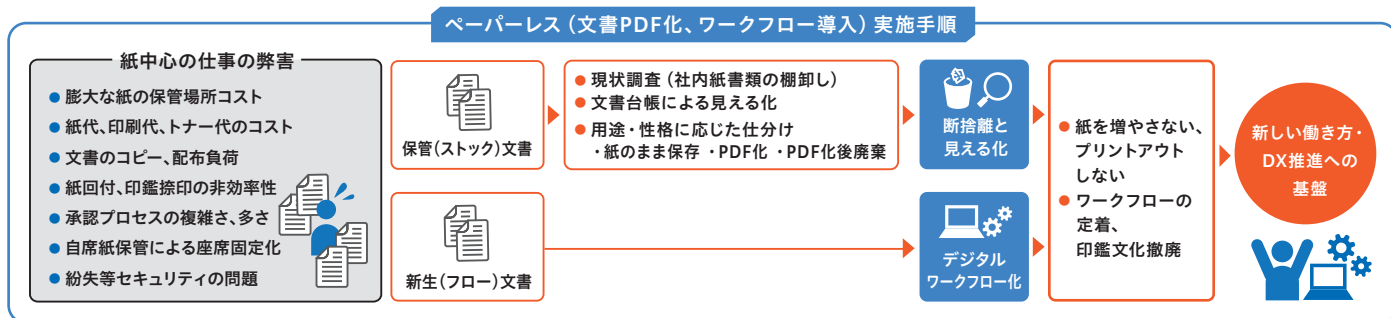 ペーパーレス（文書PDF化、ワークフロー導入）実施手順
紙中心の仕事の弊害
● 膨大な紙の保管場所コスト
● 紙代、印刷代、トナー代のコスト
● 文書のコピー、配布負荷
● 紙回付、印鑑捺印の非効率性
● 承認プロセスの複雑さ、多さ
● 自席紙保管による座席固定化
● 紛失等セキュリティの問題
保管（ストック）文書
● 現状調査（社内紙書類の棚卸し）
● 文書台帳による見える化
● 用途・性格に応じた仕分け
・紙のまま保存 ・PDF化 ・PDF化後廃棄
断捨離と
見える化
新生（フロー）文書
デジタル
ワークフロー化
● 紙を増やさない、
プリントアウト
しない
● ワークフローの
定着、
印鑑文化撤廃
新しい働き方・
DX推進への
基盤